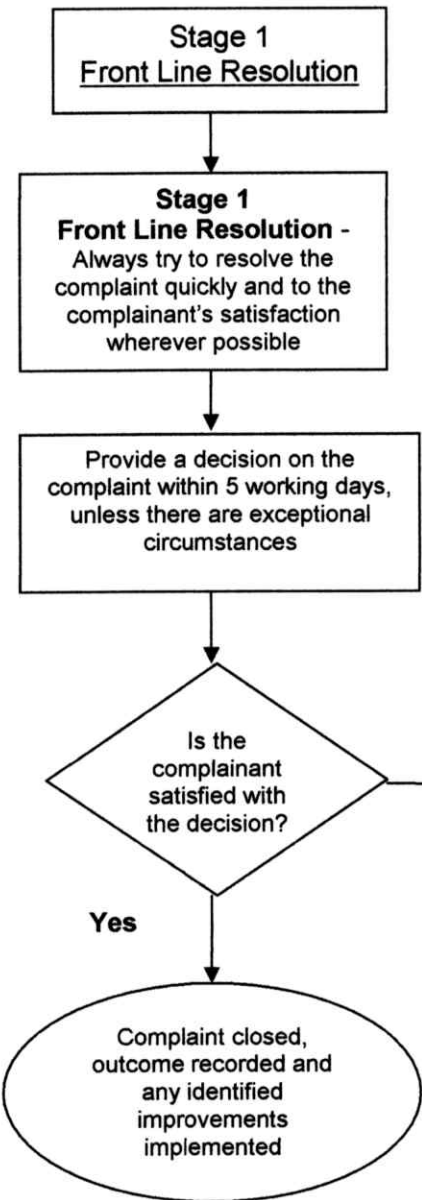 Stage 1
Front Line Resolution
Stage 1
Front Line Resolution -
Always try to resolve the
complaint quickly and to the
complainant's satisfaction
wherever possible
Provide a decision on the
complaint within 5 working days,
unless there are exceptional
circumstances
Is the
complainant
satisfied with
the decision?
Yes
Complaint closed,
outcome recorded and
any identified
improvements
implemented